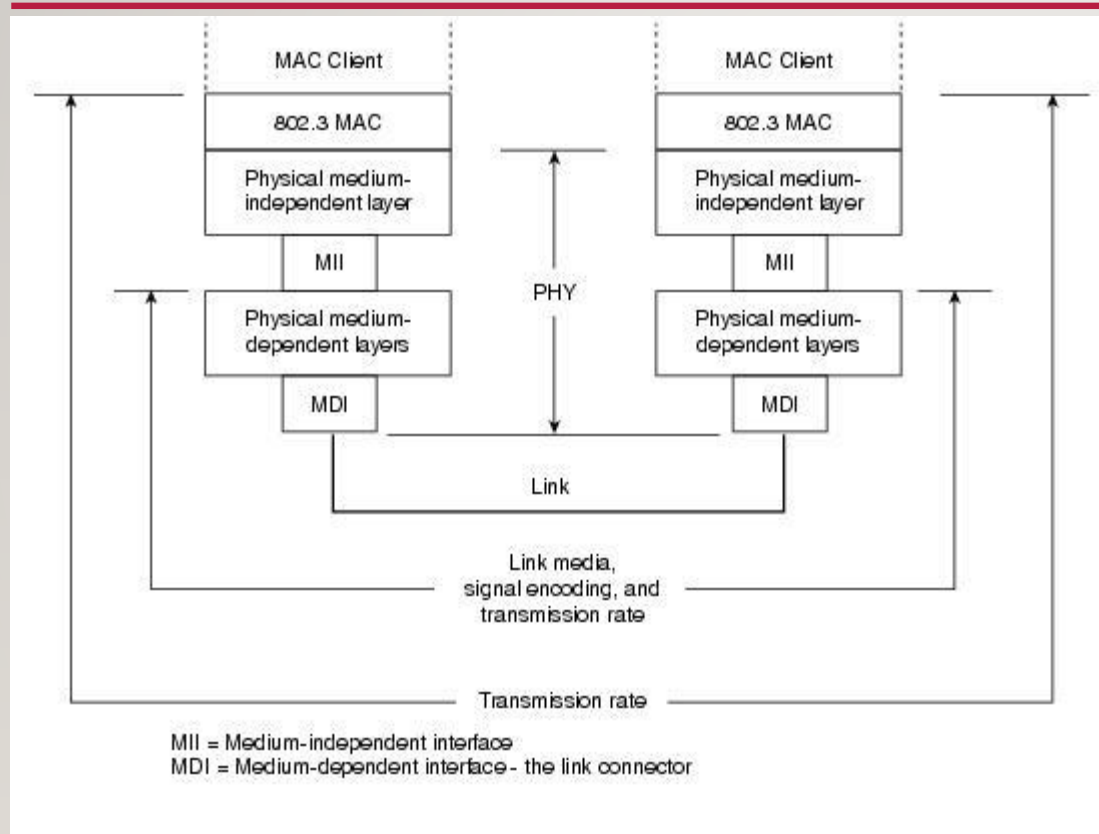 MAC Client
MAC Client
802.3 MAC
802.3 MAC
Physical medium-
independent layer
Physical medium-
independent layer
MII
MII
PHY
Physical medium-
dependent layers
Physical medium-
dependent layers
MDI
MDI
Link
Link media,
signal encoding, and
transmission rate
Transmission rate
MII = Medium-independent interface
MDI = Medium-dependent interface - the link connector